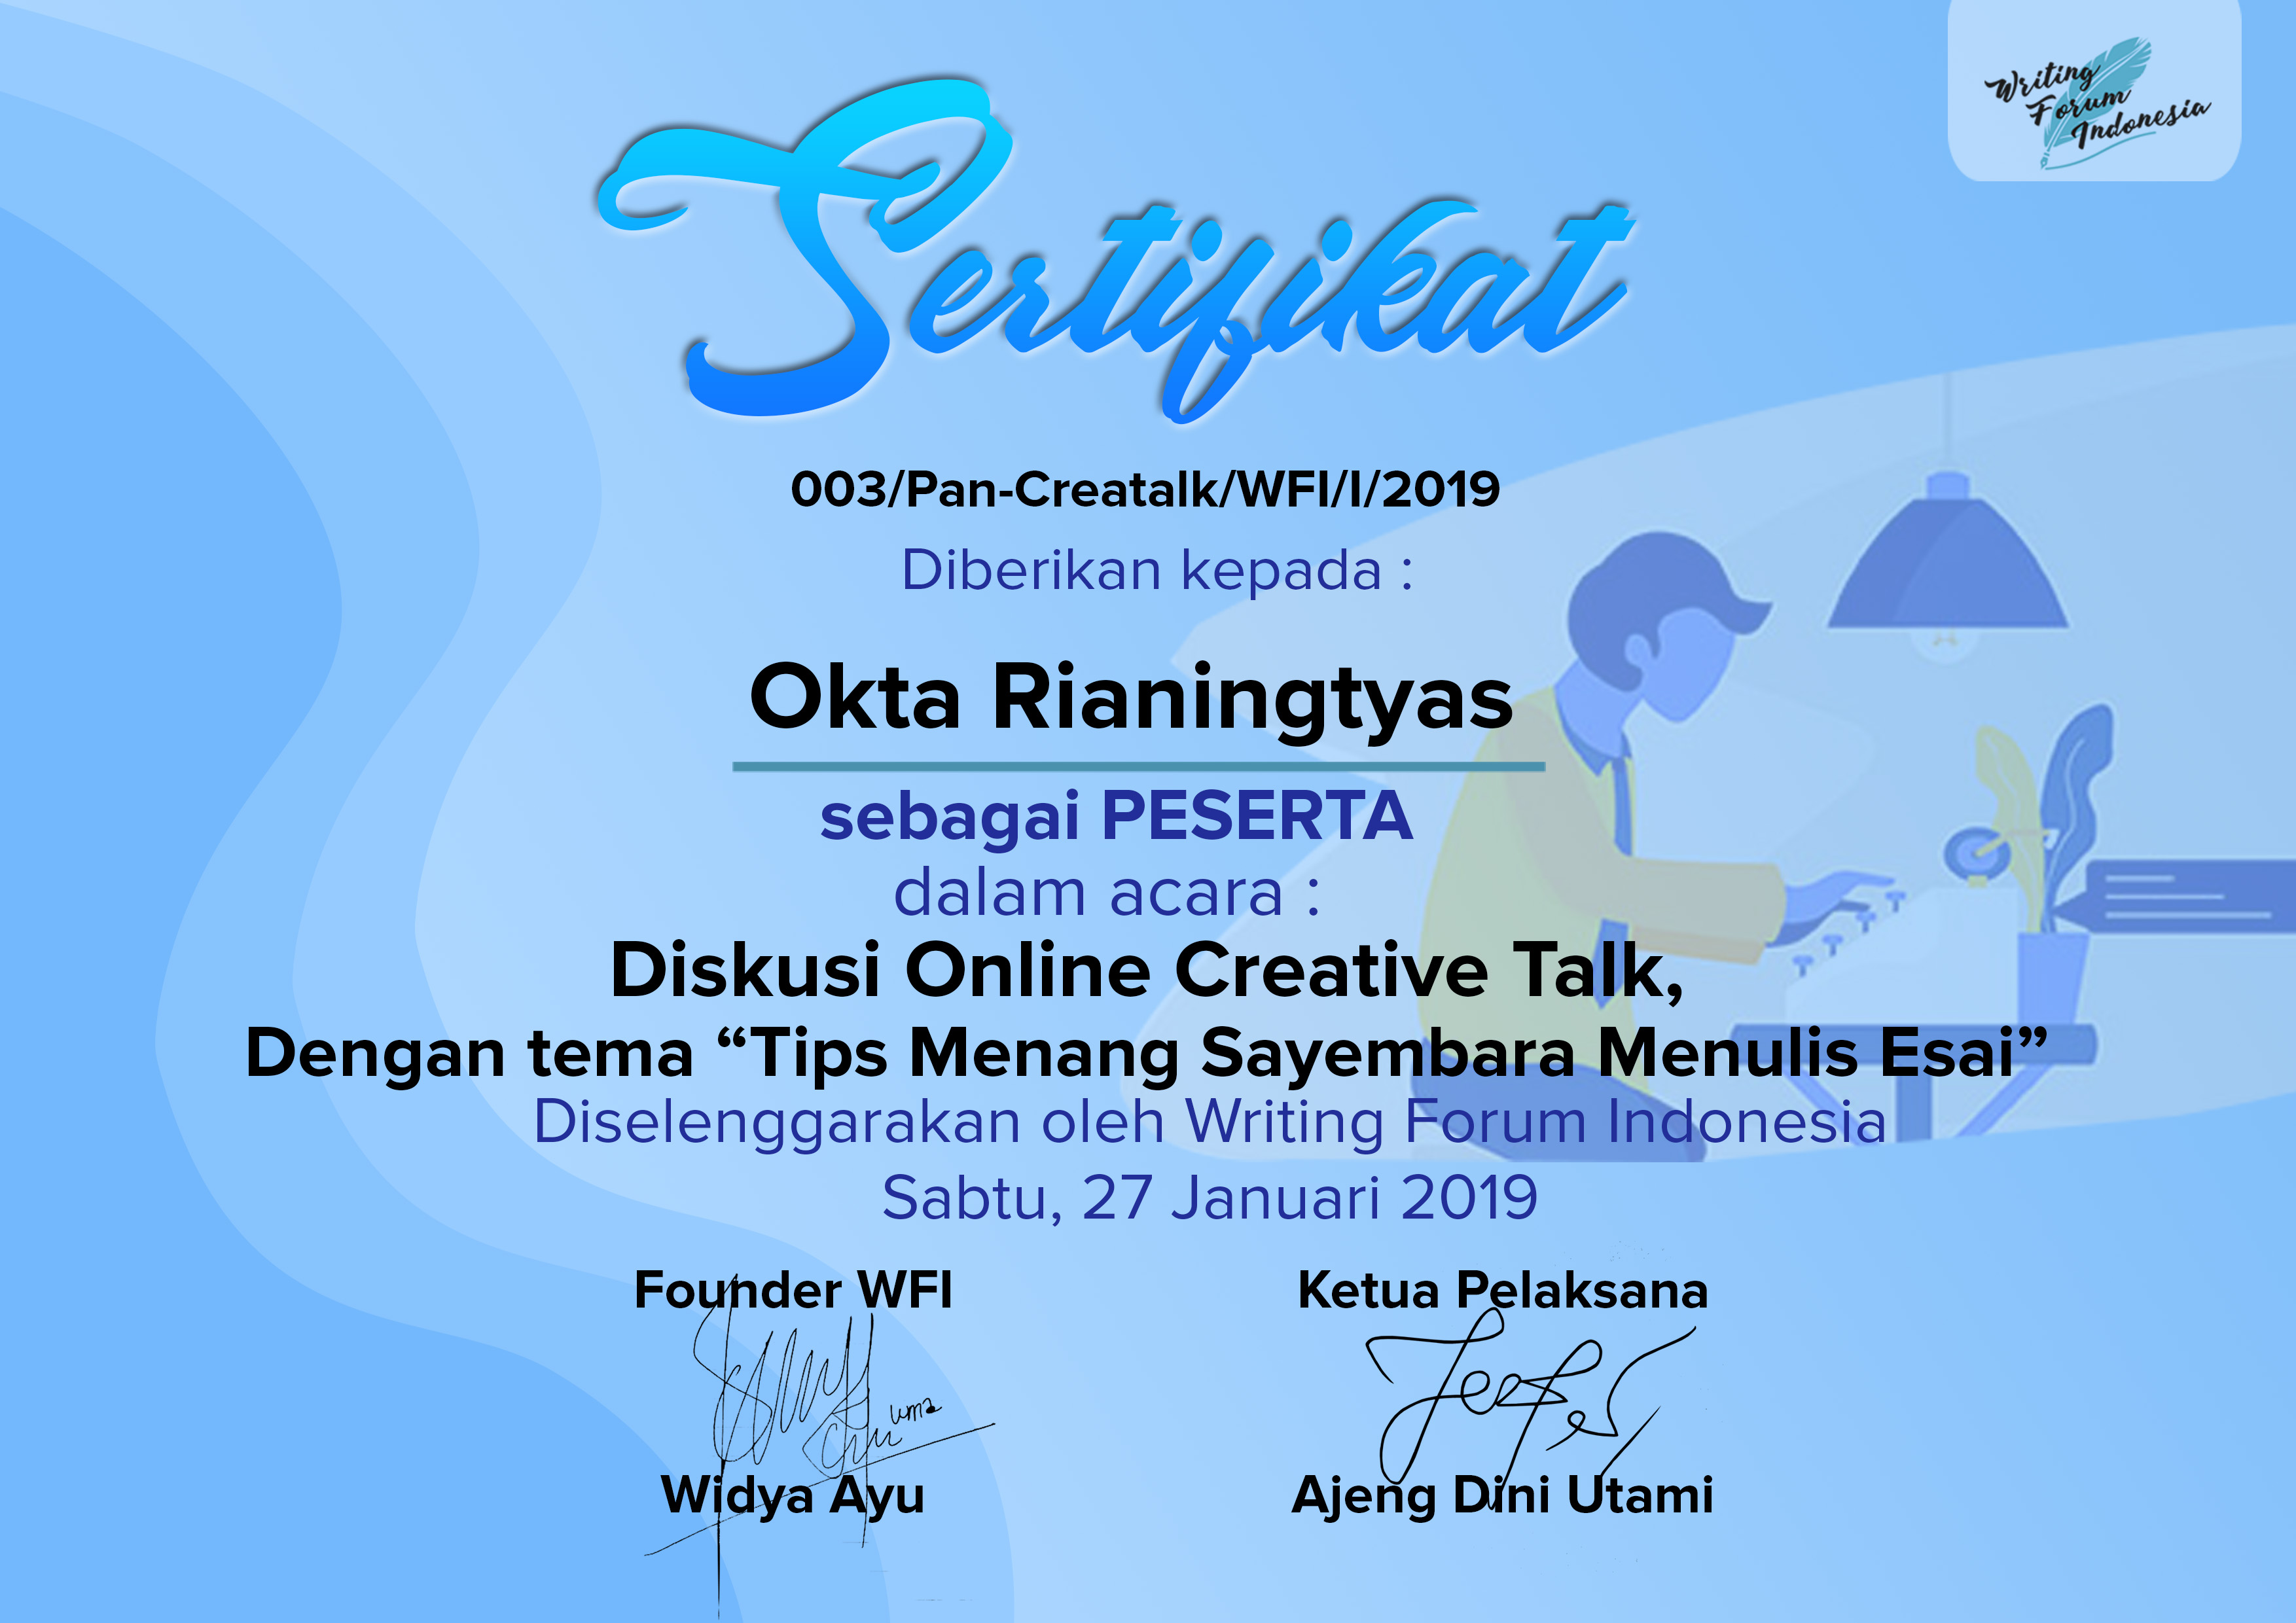 Writing
Forum
Indonesia
Sertifikat
003/Pan-Creatalk/WFI/I/2019
Diberikan kepada :
Okta Rianingtyas
sebagai PESERTA
dalam acara :
Diskusi Online Creative Talk,
Dengan tema “Tips Menang Sayembara Menulis Esai”
Diselenggarakan oleh Writing Forum Indonesia
Sabtu, 27 Januari 2019
Founder WFI
Ketua Pelaksana
Widya Ayu
Ajeng Dini Utami